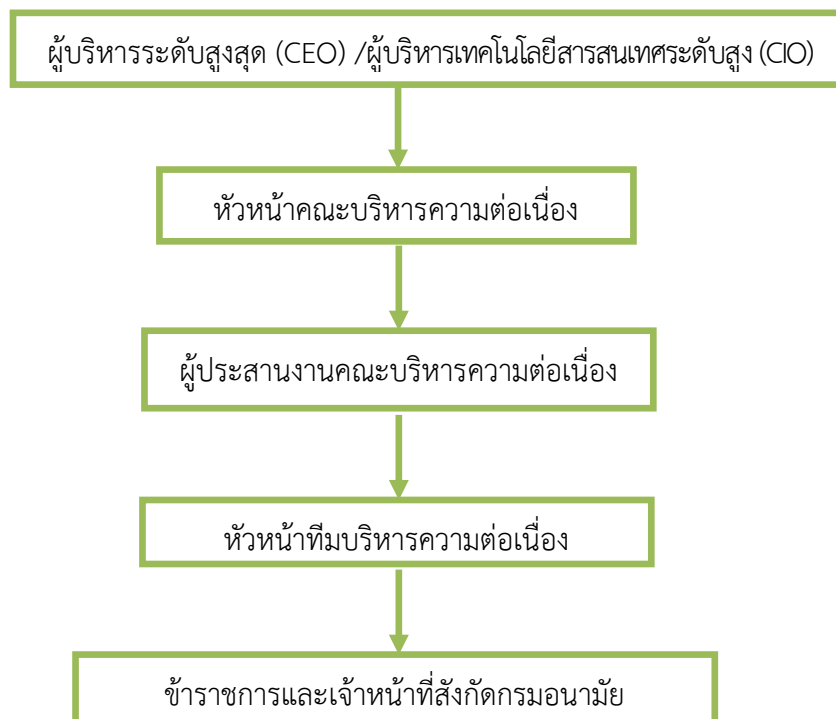 ผู้บริหารระดับสูงสุด (CEO) /ผู้บริหารเทคโนโลยีสารสนเทศระดับสูง (CIO)
หัวหน้าคณะบริหารความต่อเนื่อง
ผู้ประสานงานคณะบริหารความต่อเนื่อง
หัวหน้าทีมบริหารความต่อเนื่อง
ข้าราชการและเจ้าหน้าที่สังกัดกรมอนามัย